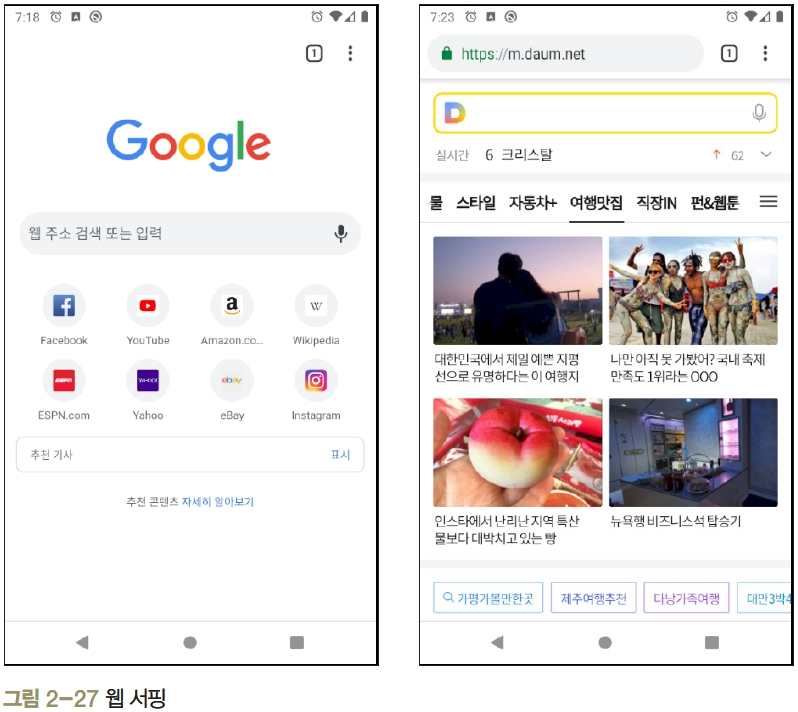 7:18
1
Google
웹 주소 검색 또는 입력
Facebook
YouTube
Amazon.co...
Wikipedia
ESPN.com
Yahoo
eBay
Instagram
추천 기사 표시
추천 콘텐츠 자세히 알아보기
7:23
https://m.daum.net 1
실시간 6 크리스탈 ↑ 62
물 스타일 자동차+ 여행맛집 직장IN 펀&웹툰
대한민국에서 제일 예쁜 지평
선으로 유명하다는 이 여행지
나만 아직 못 가봤어? 국내 축제
만족도 1위라는 OOO
인스타에서 난리난 지역 특산
물보다 대박치고 있는 빵
뉴욕행 비즈니스석 탑승기
가평가볼만한곳 제주여행추천 다낭가족여행 대만3박4
그림 2-27 웹 서핑